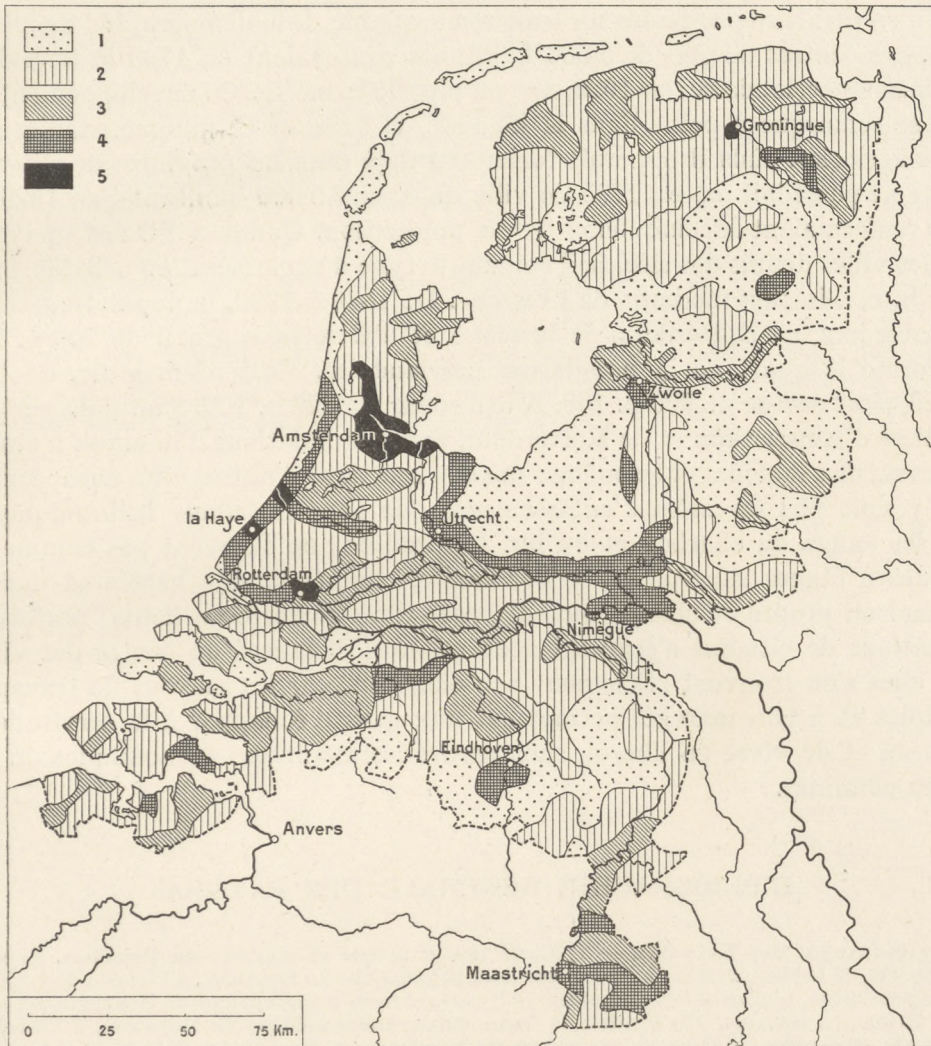 1
2
3
4
5
Groningue
Zwolle
Amsterdam
la Haye
Utrecht
Rotterdam
Nimègue
Eindhoven
Anvers
Maastricht
0 25 50 75 Km.